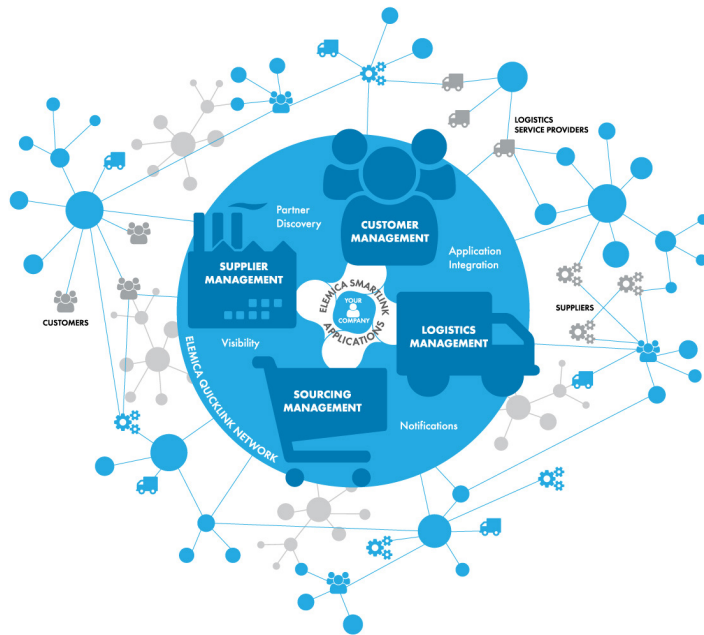 LOGISTICS
SERVICE PROVIDERS
Partner
Discovery
CUSTOMER
MANAGEMENT
Application
Integration
SUPPLIER
MANAGEMENT
ELEMICA SMARTLINK
APPLICATIONS
YOUR
COMPANY
SUPPLIERS
CUSTOMERS
LOGISTICS
MANAGEMENT
Visibility
SOURCING
MANAGEMENT
Notifications
ELEMICA QUICKLINK NETWORK